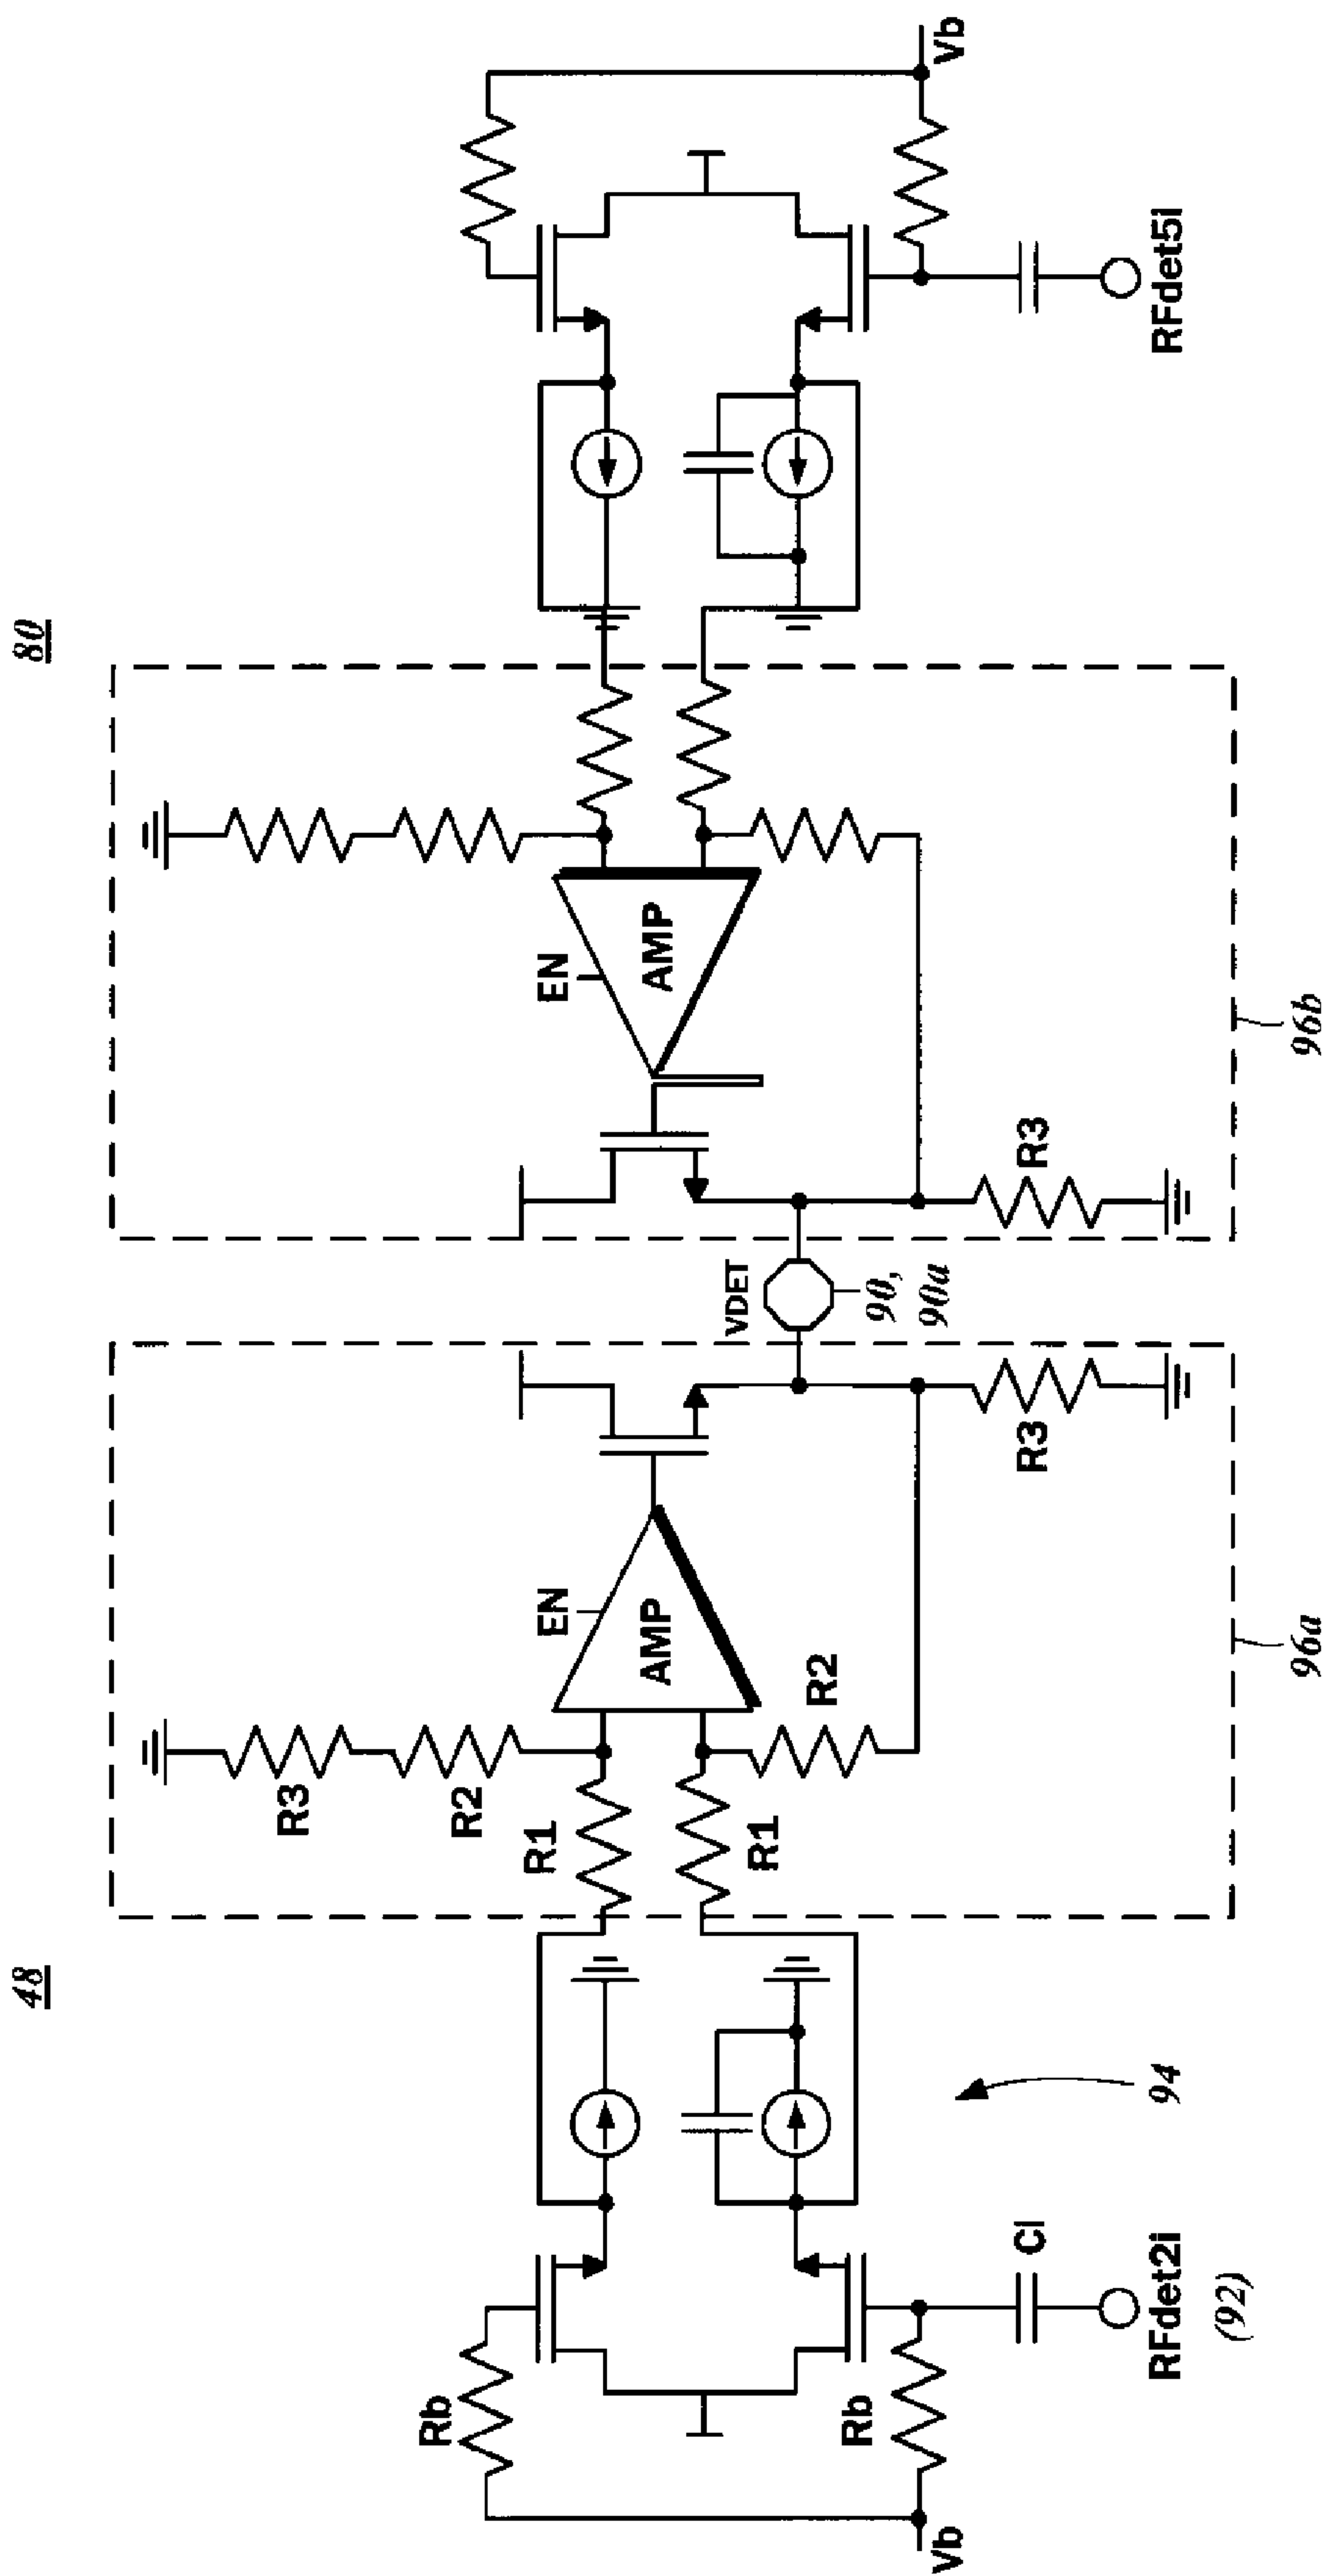 48
80
Vb
Rb
Rb
CI
RFdet2i
(92)
94
R3
R2
R1
R1
R2
EN
AMP
R3
96a
VDET
90,
90a
R3
EN
AMP
96b
RFdet5i
Vb